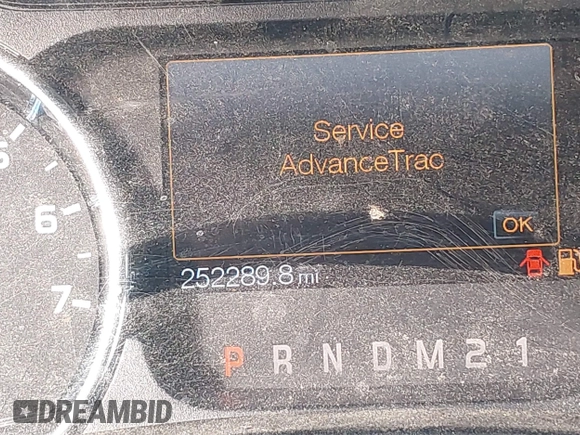 Service
AdvanceTrac
OK
6
7
252289.8 mi
P R N D M 2 1
DREAMBID